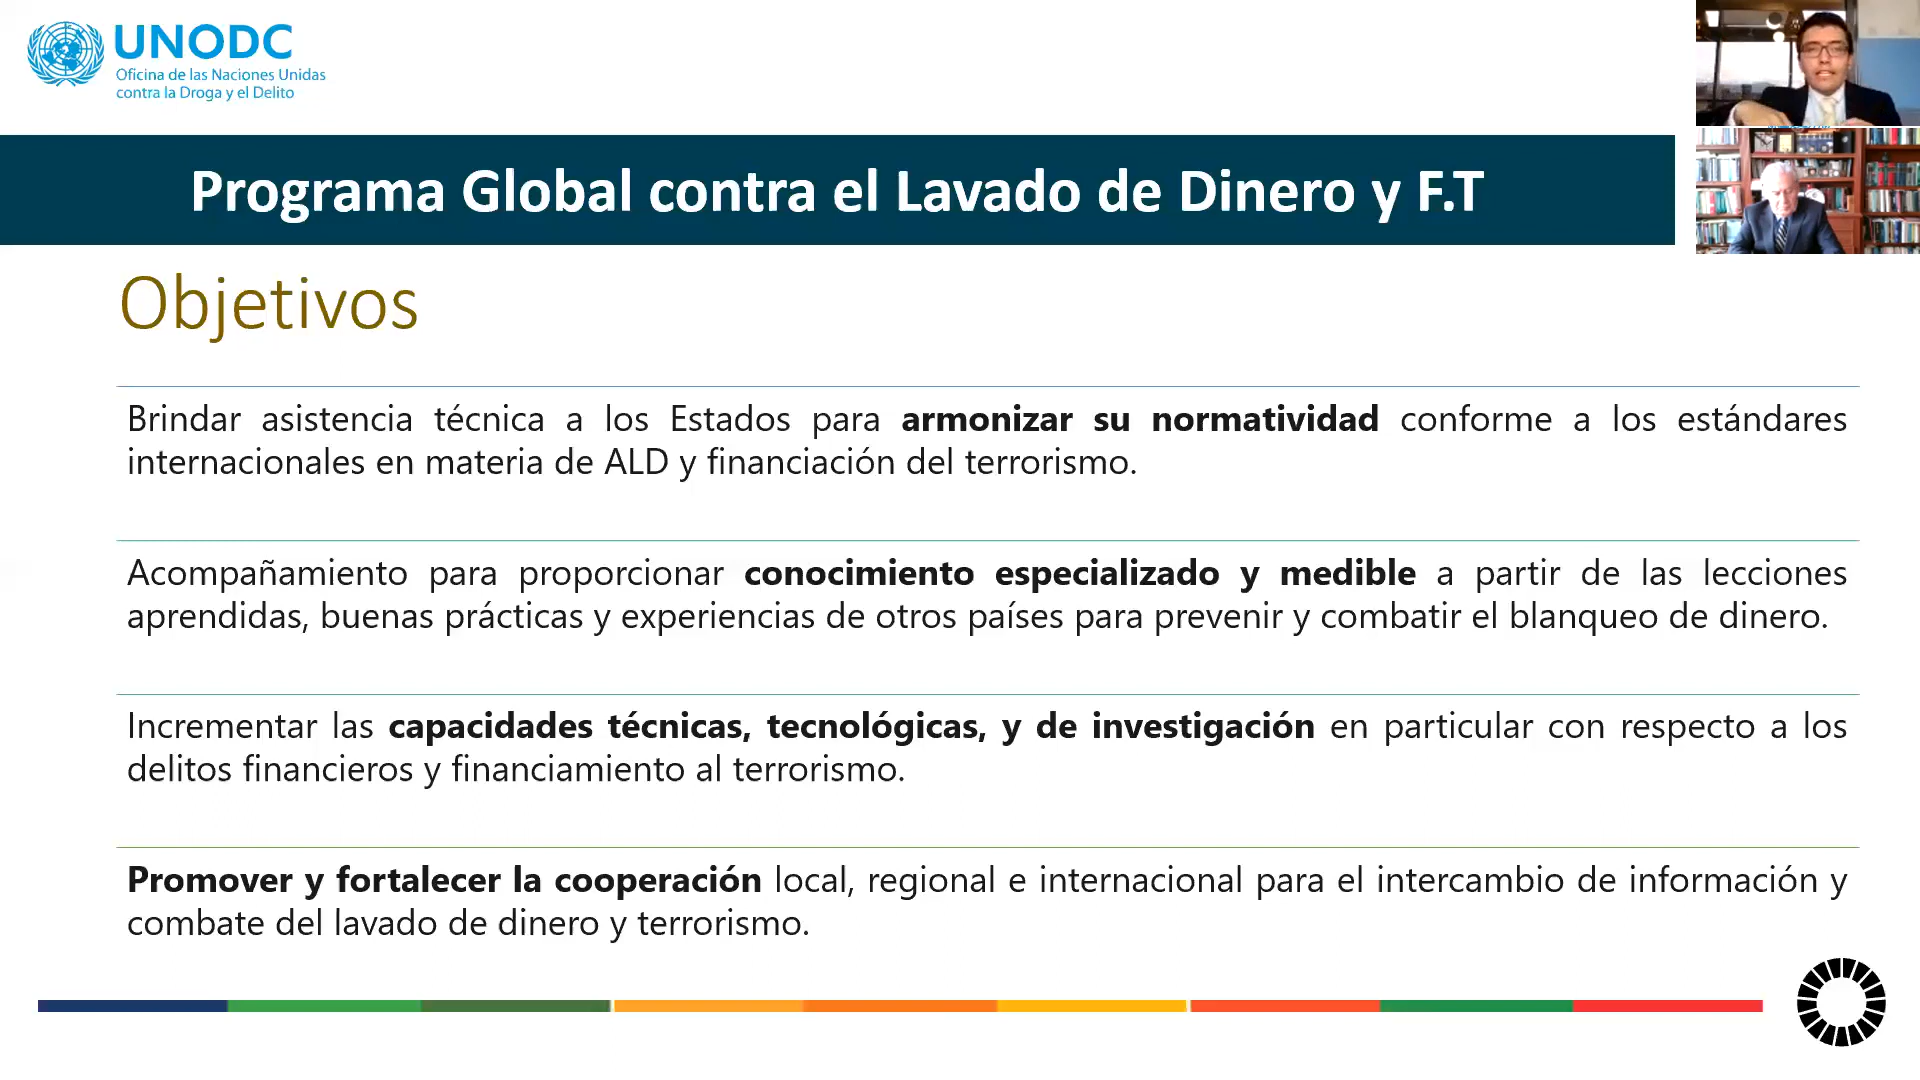 UNODC
Oficina de las Naciones Unidas
contra la Droga y el Delito
Programa Global contra el Lavado de Dinero y F.T
Objetivos
Brindar asistencia técnica a los Estados para armonizar su normatividad conforme a los estándares
internacionales en materia de ALD y financiación del terrorismo.
Acompañamiento para proporcionar conocimiento especializado y medible a partir de las lecciones
aprendidas, buenas prácticas y experiencias de otros países para prevenir y combatir el blanqueo de dinero.
Incrementar las capacidades técnicas, tecnológicas, y de investigación en particular con respecto a los
delitos financieros y financiamiento al terrorismo.
Promover y fortalecer la cooperación local, regional e internacional para el intercambio de información y
combate del lavado de dinero y terrorismo.